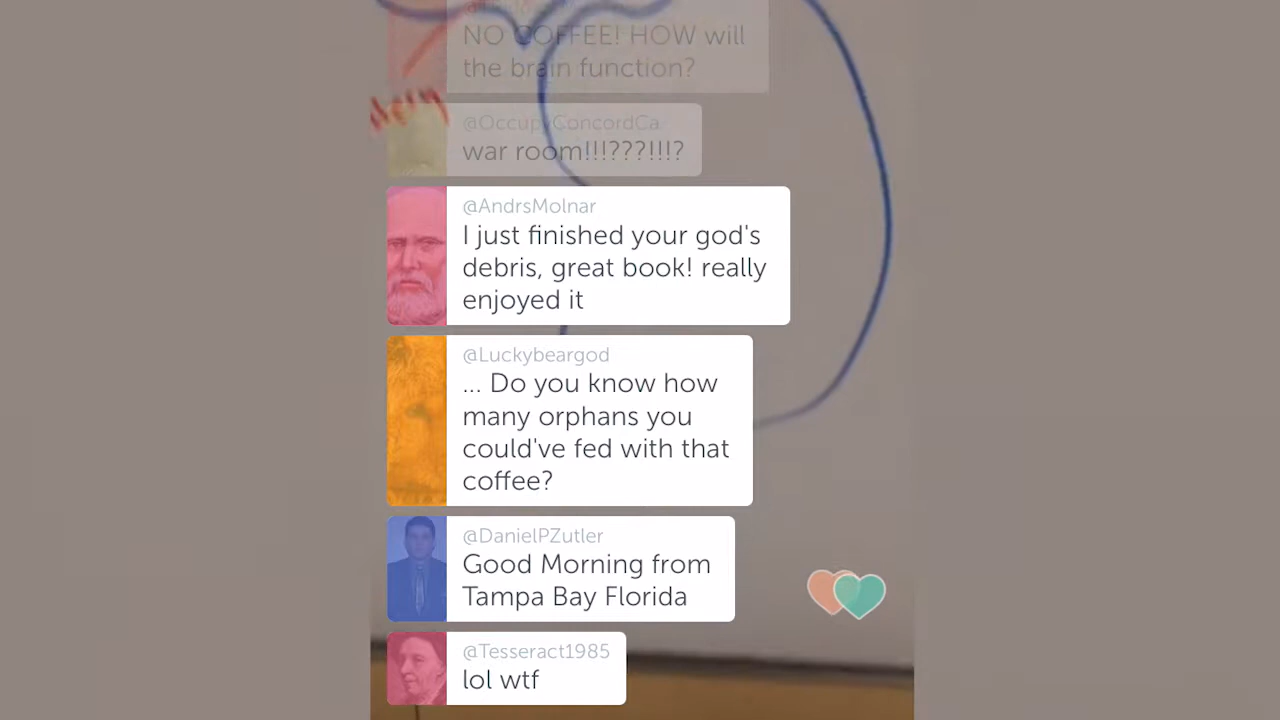 NO COFFEE! HOW will
the brain function?
@OccupyConcordCa
war room!!!???!!!?
@AndrsMolnar
I just finished your god's
debris, great book! really
enjoyed it
@Luckybeargod
... Do you know how
many orphans you
could've fed with that
coffee?
@DanielPZutler
Good Morning from
Tampa Bay Florida
@Tesseract1985
lol wtf